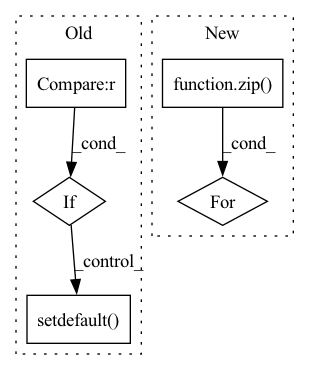 Old
New
Compare:r
function.zip()
_cond_
_cond_
If
For
_control_
setdefault()